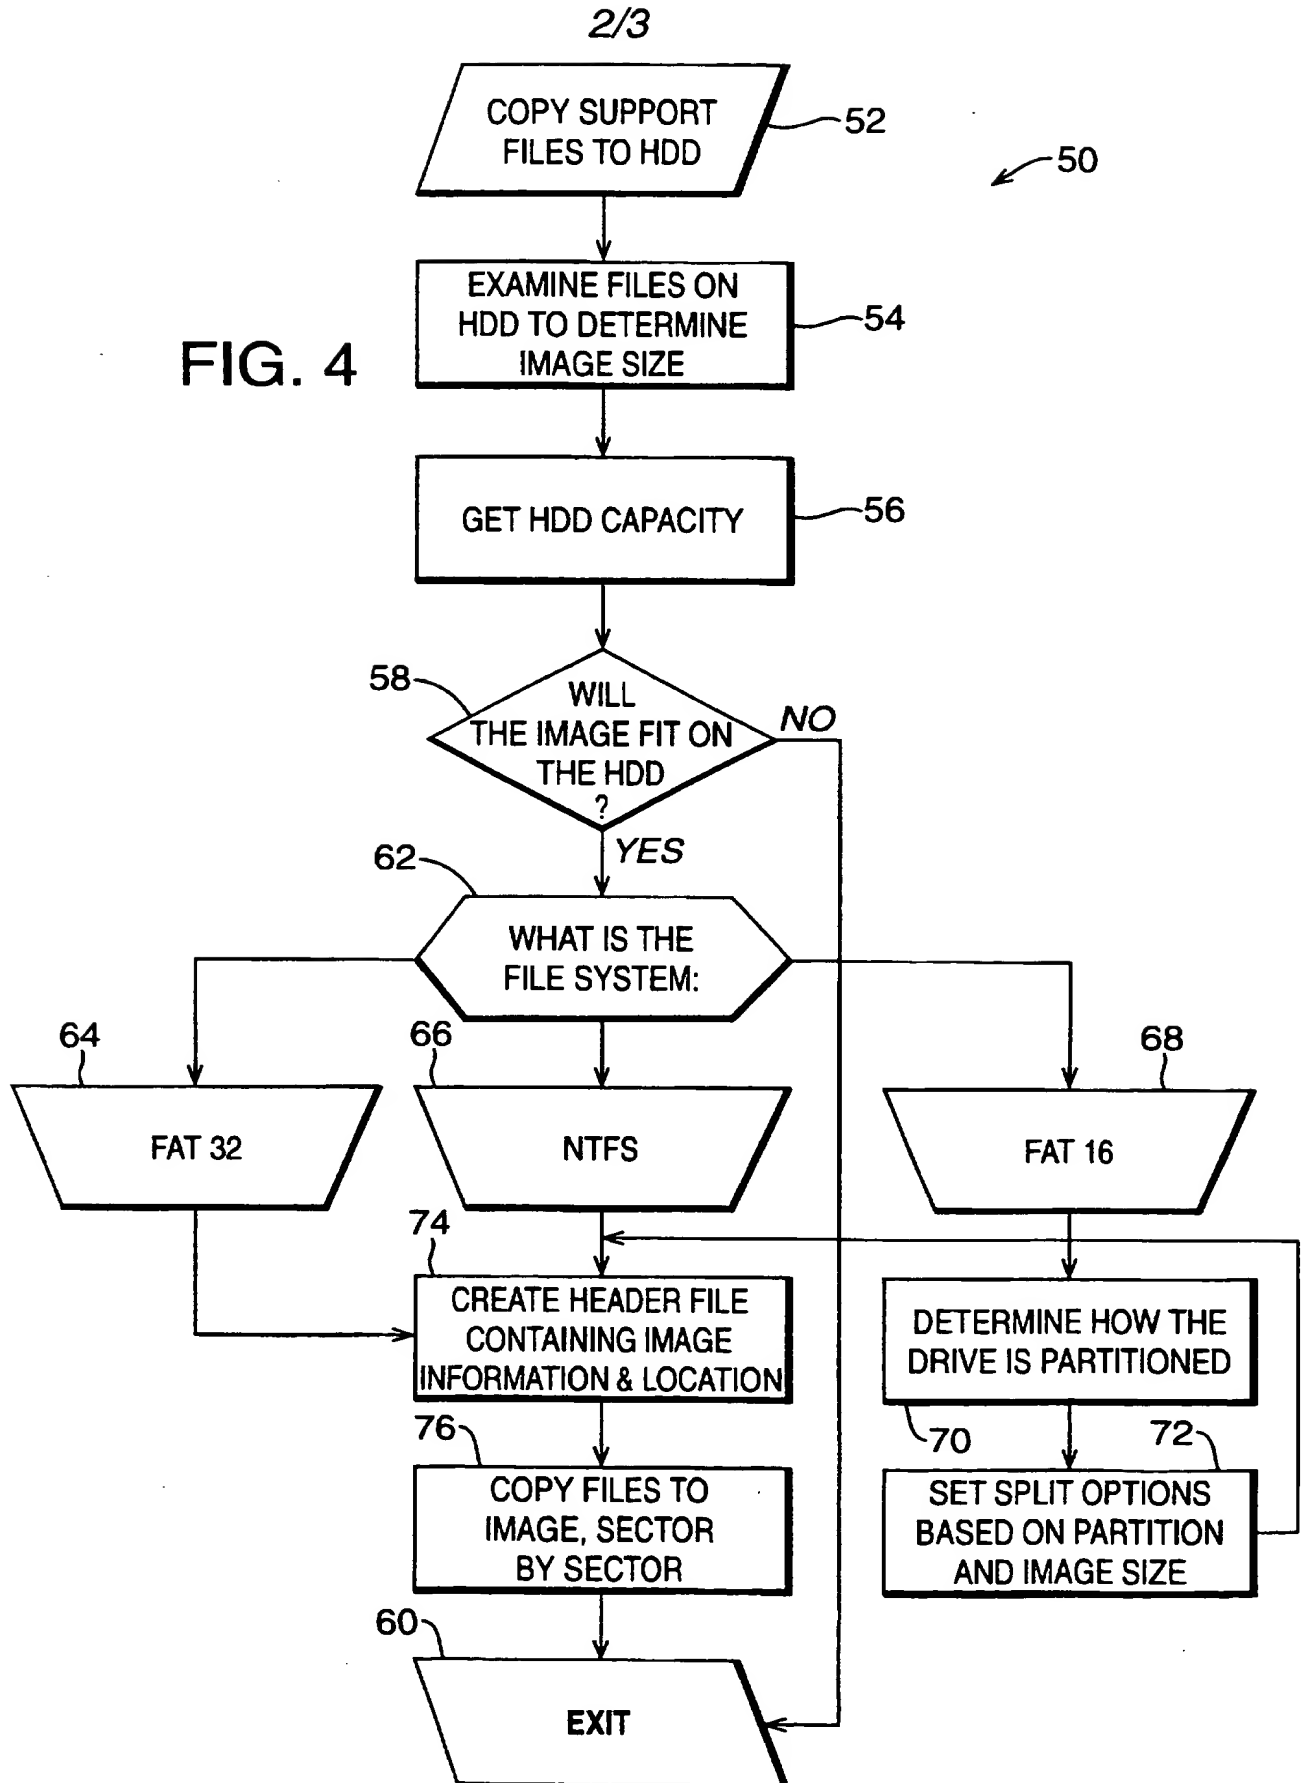 2/3
COPY SUPPORT
FILES TO HDD
52
50
EXAMINE FILES ON
HDD TO DETERMINE
IMAGE SIZE
54
FIG. 4
GET HDD CAPACITY
56
58
WILL
THE IMAGE FIT ON
THE HDD
?
NO
YES
62
WHAT IS THE
FILE SYSTEM:
64
FAT 32
66
NTFS
68
FAT 16
74
CREATE HEADER FILE
CONTAINING IMAGE
INFORMATION & LOCATION
DETERMINE HOW THE
DRIVE IS PARTITIONED
70
76
COPY FILES TO
IMAGE, SECTOR
BY SECTOR
72
SET SPLIT OPTIONS
BASED ON PARTITION
AND IMAGE SIZE
60
EXIT